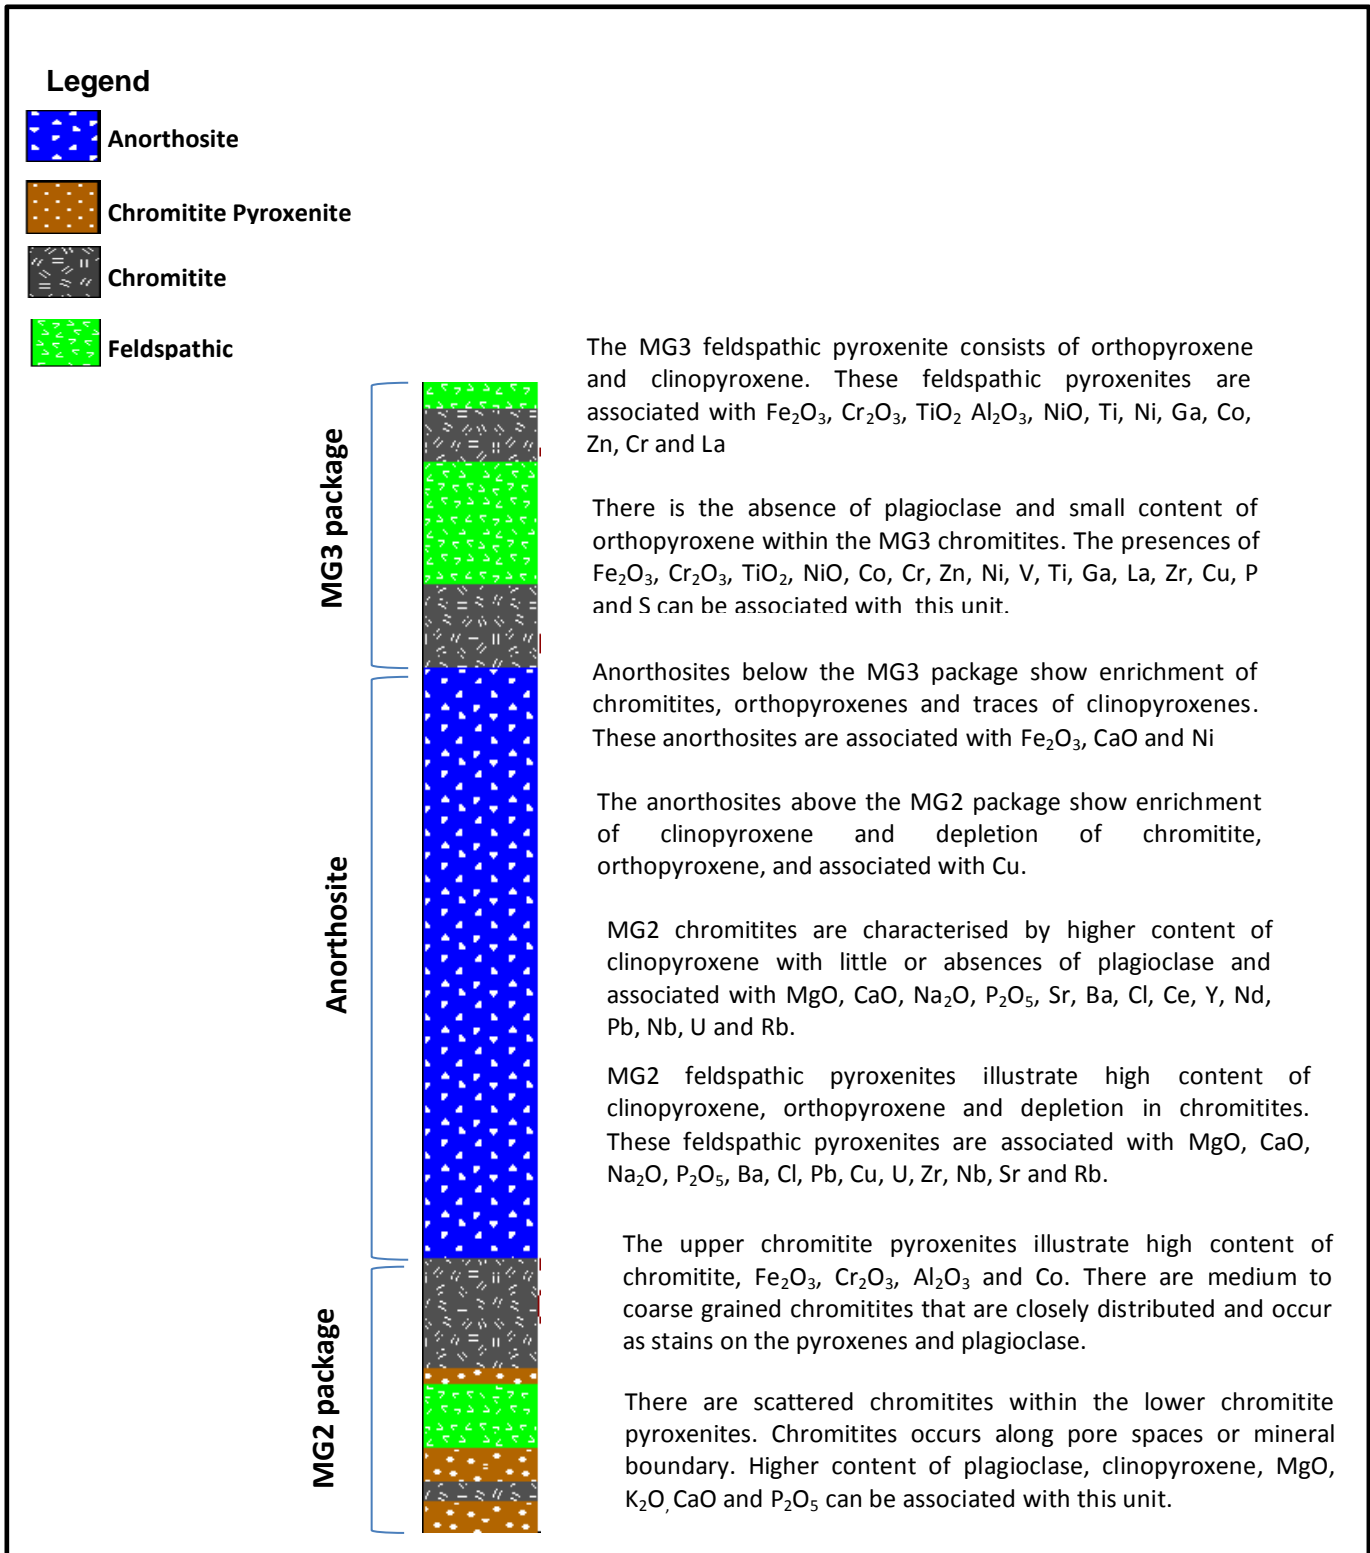 Legend
Anorthosite
Chromitite Pyroxenite
Chromitite
Feldspathic
MG3 package
Anorthosite
MG2 package
The MG3 feldspathic pyroxenite consists of orthopyroxene
and clinopyroxene. These feldspathic pyroxenites are
associated with Fe₂O₃, Cr₂O₃, TiO₂ Al₂O₃, NiO, Ti, Ni, Ga, Co,
Zn, Cr and La
There is the absence of plagioclase and small content of
orthopyroxene within the MG3 chromitites. The presences of
Fe₂O₃, Cr₂O₃, TiO₂, NiO, Co, Cr, Zn, Ni, V, Ti, Ga, La, Zr, Cu, P
and S can be associated with this unit.
Anorthosites below the MG3 package show enrichment of
chromitites, orthopyroxenes and traces of clinopyroxenes.
These anorthosites are associated with Fe₂O₃, CaO and Ni
The anorthosites above the MG2 package show enrichment
of clinopyroxene and depletion of chromitite,
orthopyroxene, and associated with Cu.
MG2 chromitites are characterised by higher content of
clinopyroxene with little or absences of plagioclase and
associated with MgO, CaO, Na₂O, P₂O₅, Sr, Ba, Cl, Ce, Y, Nd,
Pb, Nb, U and Rb.
MG2 feldspathic pyroxenites illustrate high content of
clinopyroxene, orthopyroxene and depletion in chromitites.
These feldspathic pyroxenites are associated with MgO, CaO,
Na₂O, P₂O₅, Ba, Cl, Pb, Cu, U, Zr, Nb, Sr and Rb.
The upper chromitite pyroxenites illustrate high content of
chromitite, Fe₂O₃, Cr₂O₃, Al₂O₃ and Co. There are medium to
coarse grained chromitites that are closely distributed and occur
as stains on the pyroxenes and plagioclase.
There are scattered chromitites within the lower chromitite
pyroxenites. Chromitites occurs along pore spaces or mineral
boundary. Higher content of plagioclase, clinopyroxene, MgO,
K₂O, CaO and P₂O₅ can be associated with this unit.